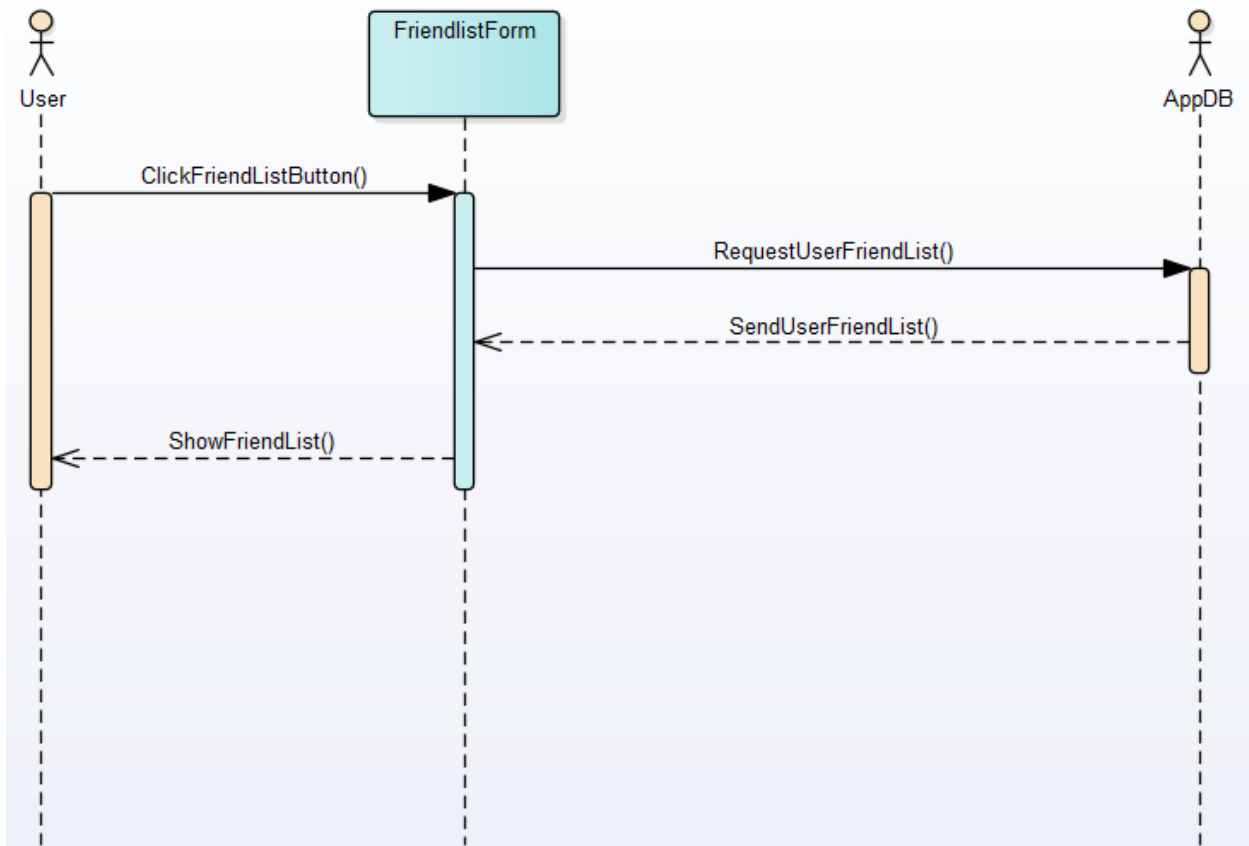 FriendlistForm
User
AppDB
ClickFriendListButton()
RequestUserFriendList()
SendUserFriendList()
ShowFriendList()